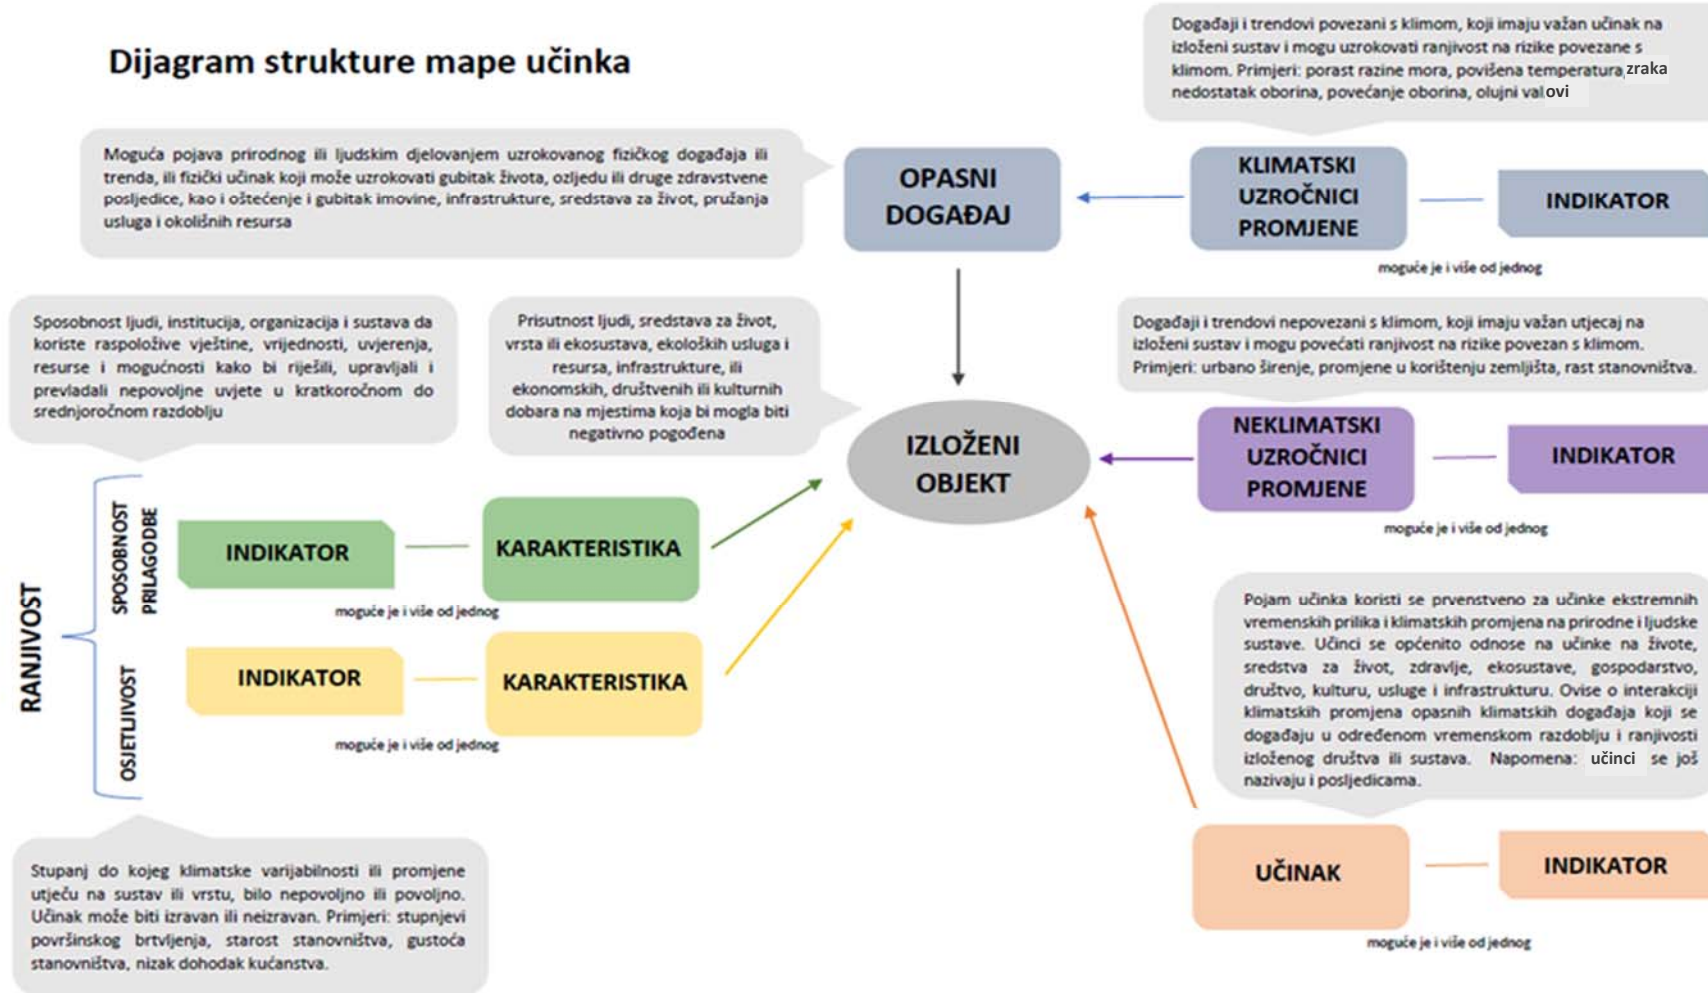 Dijagram strukture mape učinka
Događaji i trendovi povezani s klimom, koji imaju važan učinak na
izloženi sustav i mogu uzrokovati ranjivost na rizike povezane s
klimom. Primjeri: porast razine mora, povišena temperatura zraka
nedostatak oborina, povećanje oborina, olujni valovi
Moguća pojava prirodnog ili ljudskim djelovanjem uzrokovanog fizičkog događaja ili
trenda, ili fizički učinak koji može uzrokovati gubitak života, ozljedu ili druge zdravstvene
posljedice, kao i oštećenje i gubitak imovine, infrastrukture, sredstava za život, pružanja
usluga i okolišnih resursa
OPASNI
DOGAĐAJ
KLIMATSKI
UZROČNICI
PROMJENE
INDIKATOR
moguće je i više od jednog
Sposobnost ljudi, institucija, organizacija i sustava da
koriste raspoložive vještine, vrijednosti, uvjerenja,
resurse i mogućnosti kako bi riješili, upravljali i
prevladali nepovoljne uvjete u kratkoročnom do
srednjoročnom razdoblju
Prisutnost ljudi, sredstava za život,
vrsta ili ekosustava, ekoloških usluga i
resursa, infrastrukture, ili
ekonomskih, društvenih ili kulturnih
dobara na mjestima koja bi mogla biti
negativno pogođena
Događaji i trendovi nepovezani s klimom, koji imaju važan utjecaj na
izloženi sustav i mogu povećati ranjivost na rizike povezan s klimom.
Primjeri: urbano širenje, promjene u korištenju zemljišta, rast stanovništva.
IZLOŽENI
OBJEKT
NEKLIMATSKI
UZROČNICI
PROMJENE
INDIKATOR
moguće je i više od jednog
RANJIVOST
SPOSOBNOST
PRILAGODBE
INDIKATOR
KARAKTERISTIKA
moguće je i više od jednog
OSJETLJIVOST
INDIKATOR
KARAKTERISTIKA
moguće je i više od jednog
Pojam učinka koristi se prvenstveno za učinke ekstremnih
vremenskih prilika i klimatskih promjena na prirodne i ljudske
sustave. Učinci se općenito odnose na učinke na živote,
sredstva za život, zdravlje, ekosustave, gospodarstvo,
društvo, kulturu, usluge i infrastrukturu. Ovise o interakciji
klimatskih promjena opasnih klimatskih događaja koji se
događaju u određenom vremenskom razdoblju i ranjivosti
izloženog društva ili sustava. Napomena: učinci se još
nazivaju i posljedicama.
Stupanj do kojeg klimatske varijabilnosti ili promjene
utječu na sustav ili vrstu, bilo nepovoljno ili povoljno.
Učinak može biti izravan ili neizravan. Primjeri: stupnjevi
površinskog brtvljenja, starost stanovništva, gustoća
stanovništva, nizak dohodak kućanstva.
UČINAK
INDIKATOR
moguće je i više od jednog